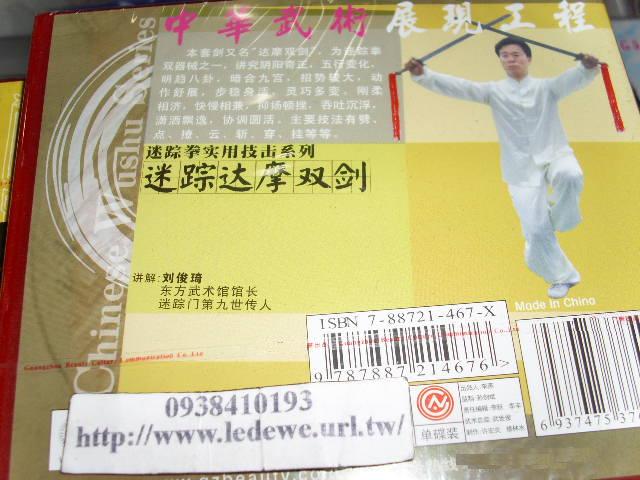 中華武術展現工程
本套剑又名“达摩双剑”，为迷踪拳
双器械之一，讲究阴阳奇正，五行变化，
明趋八卦，暗合九宫，招势较大，动
作舒展，步稳身活，灵巧多变，刚柔
相济，快慢相兼，抑扬顿挫，吞吐沉浮，
潇洒飘逸，协调圆活，主要技法有劈、
点、撩、云、斩、穿、挂等等。
迷踪拳实用技击系列
迷踪达摩双剑
讲解:刘俊琦
东方武术馆馆长
迷踪门第九世传人
Chinese Wushu Series
Made in China
ISBN 7-88721-467-X
9 787887 214676 >
Guangzhou Beauty Culture Communication Co.,Ltd
单碟装
0938410193
http://www.ledewe.url.tw/